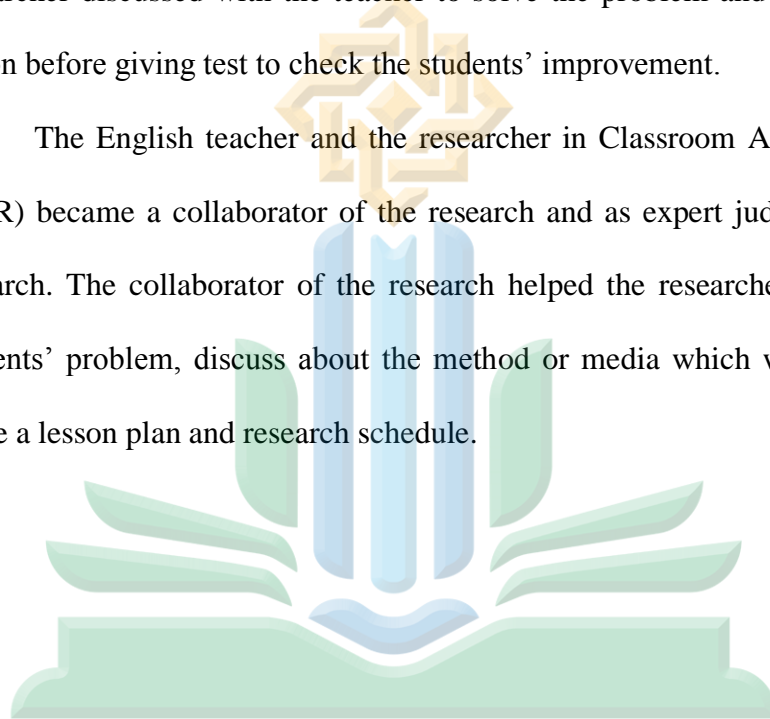 rcher discussed with the teacher to solve the problem and
on before giving test to check the students' improvement.
The English teacher and the researcher in Classroom A
R) became a collaborator of the research and as expert jud
arch. The collaborator of the research helped the researche
ents' problem, discuss about the method or media which w
e a lesson plan and research schedule.